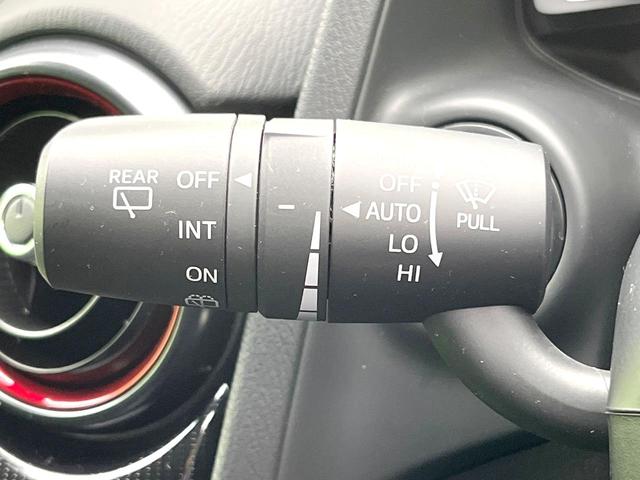 REAR
OFF
INT
ON
OFF
AUTO
LO
HI
PULL